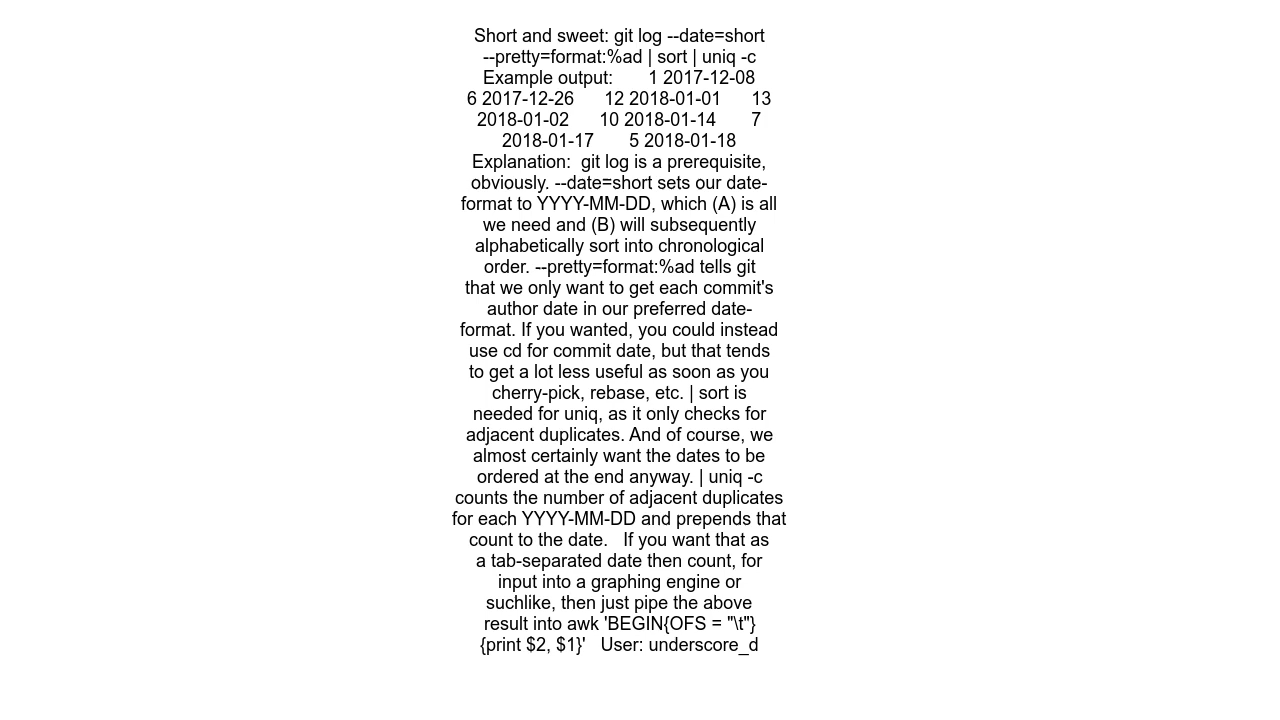 Short and sweet: git log --date=short
--pretty=format:%ad | sort | uniq -c
Example output:       1 2017-12-08
6 2017-12-26      12 2018-01-01      13
2018-01-02      10 2018-01-14       7
2018-01-17       5 2018-01-18
Explanation:  git log is a prerequisite,
obviously. --date=short sets our date-
format to YYYY-MM-DD, which (A) is all
we need and (B) will subsequently
alphabetically sort into chronological
order. --pretty=format:%ad tells git
that we only want to get each commit's
author date in our preferred date-
format. If you wanted, you could instead
use cd for commit date, but that tends
to get a lot less useful as soon as you
cherry-pick, rebase, etc. | sort is
needed for uniq, as it only checks for
adjacent duplicates. And of course, we
almost certainly want the dates to be
ordered at the end anyway. | uniq -c
counts the number of adjacent duplicates
for each YYYY-MM-DD and prepends that
count to the date.   If you want that as
a tab-separated date then count, for
input into a graphing engine or
suchlike, then just pipe the above
result into awk 'BEGIN{OFS = "\t"}
{print $2, $1}'   User: underscore_d